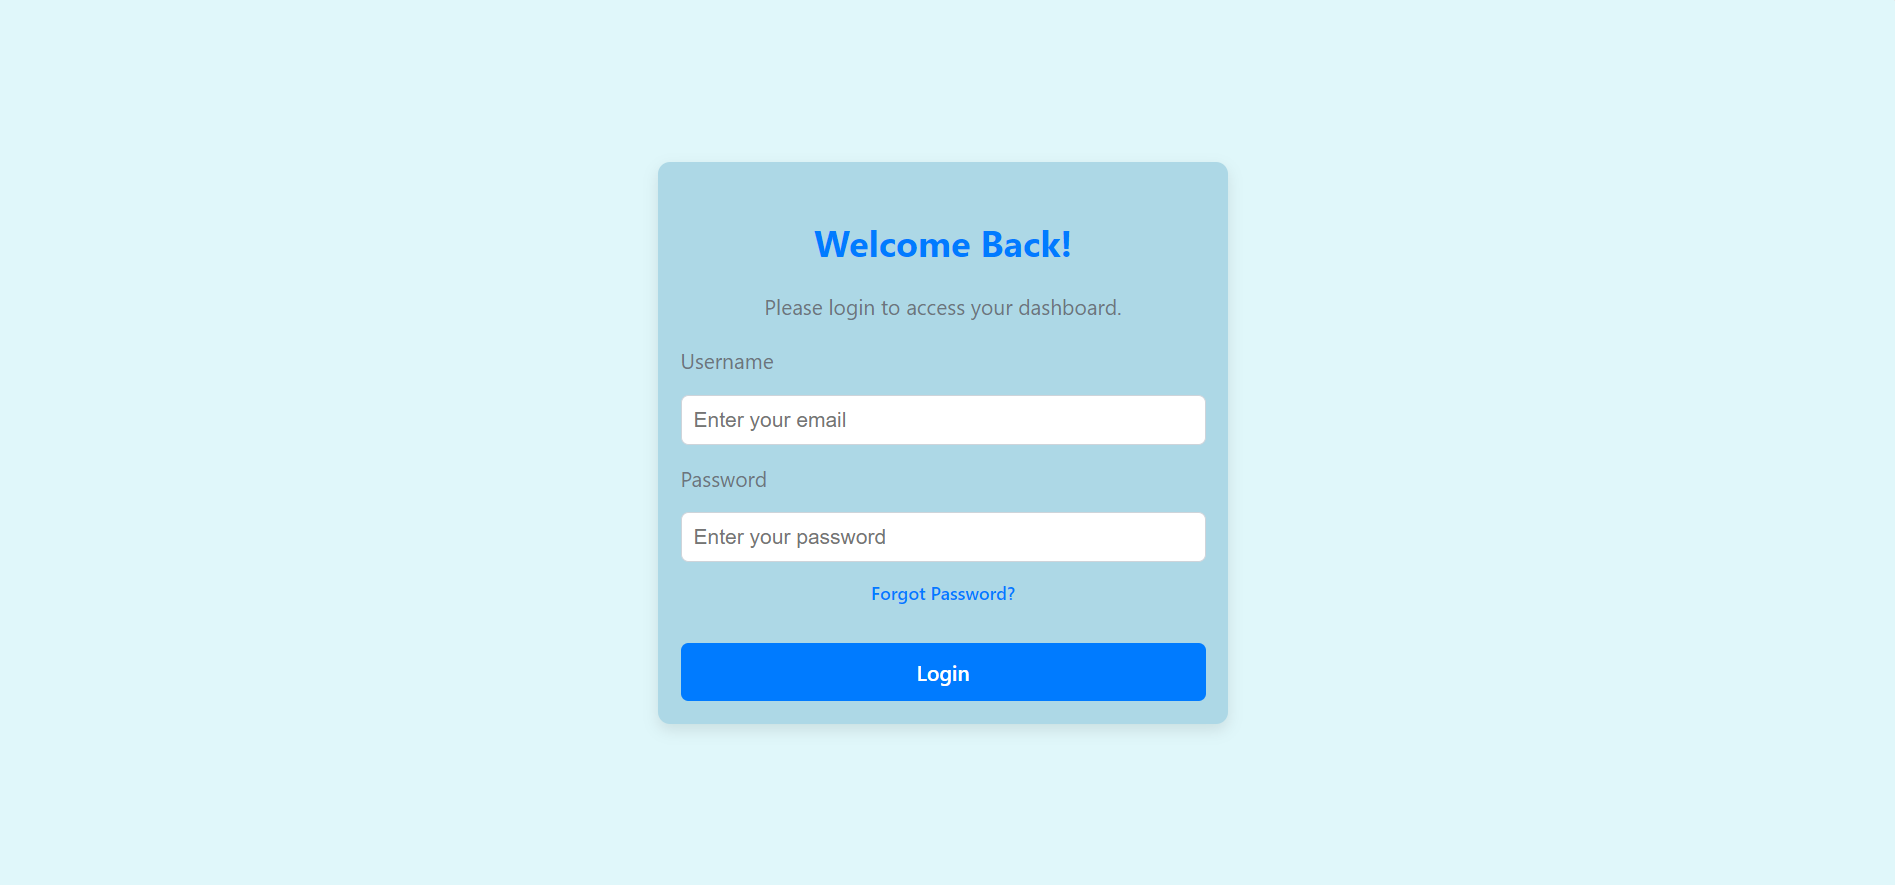 Welcome Back!
Please login to access your dashboard.
Username
Enter your email
Password
Enter your password
Forgot Password?
Login